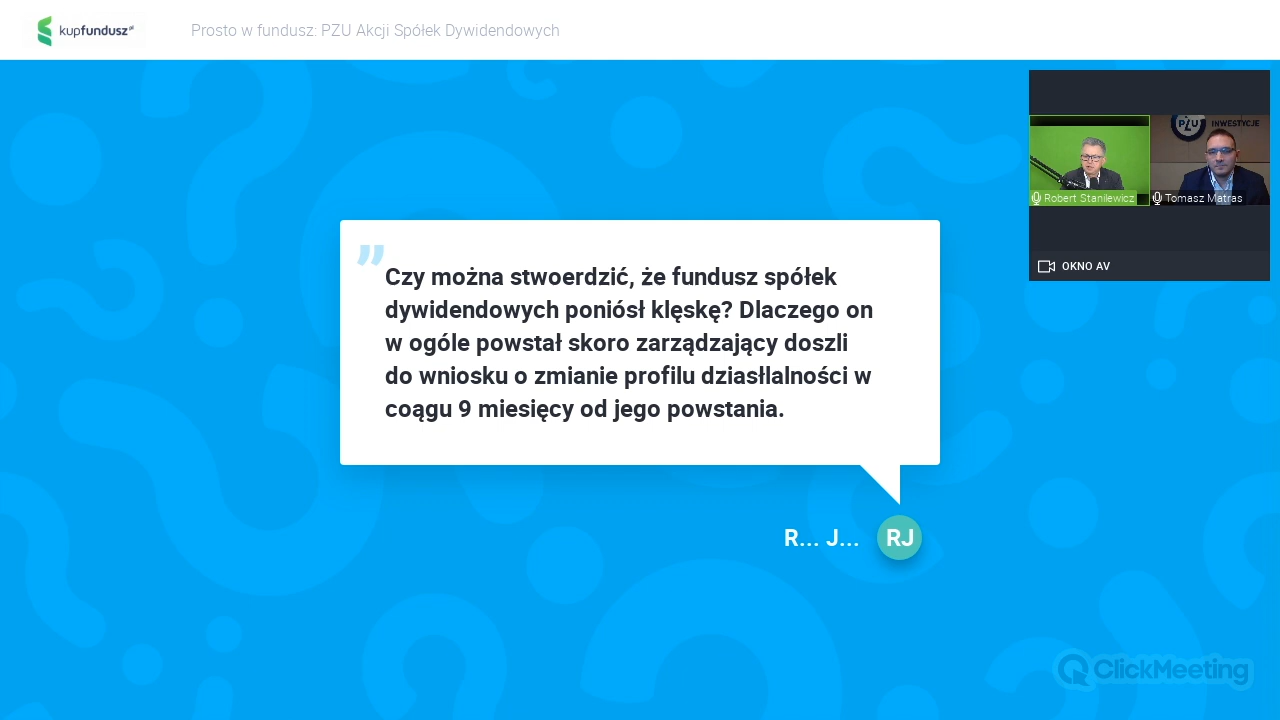 kupfundusz.pl
Prosto w fundusz: PZU Akcji Spółek Dywidendowych
PZU INWESTYCJE
Robert Stanilewicz
Tomasz Matras
OKNO AV
”
Czy można stwoerdzić, że fundusz spółek
dywidendowych poniósł klęskę? Dlaczego on
w ogóle powstał skoro zarządzający doszli
do wniosku o zmianie profilu dziasłlalności w
coągu 9 miesięcy od jego powstania.
R... J...
RJ
ClickMeeting